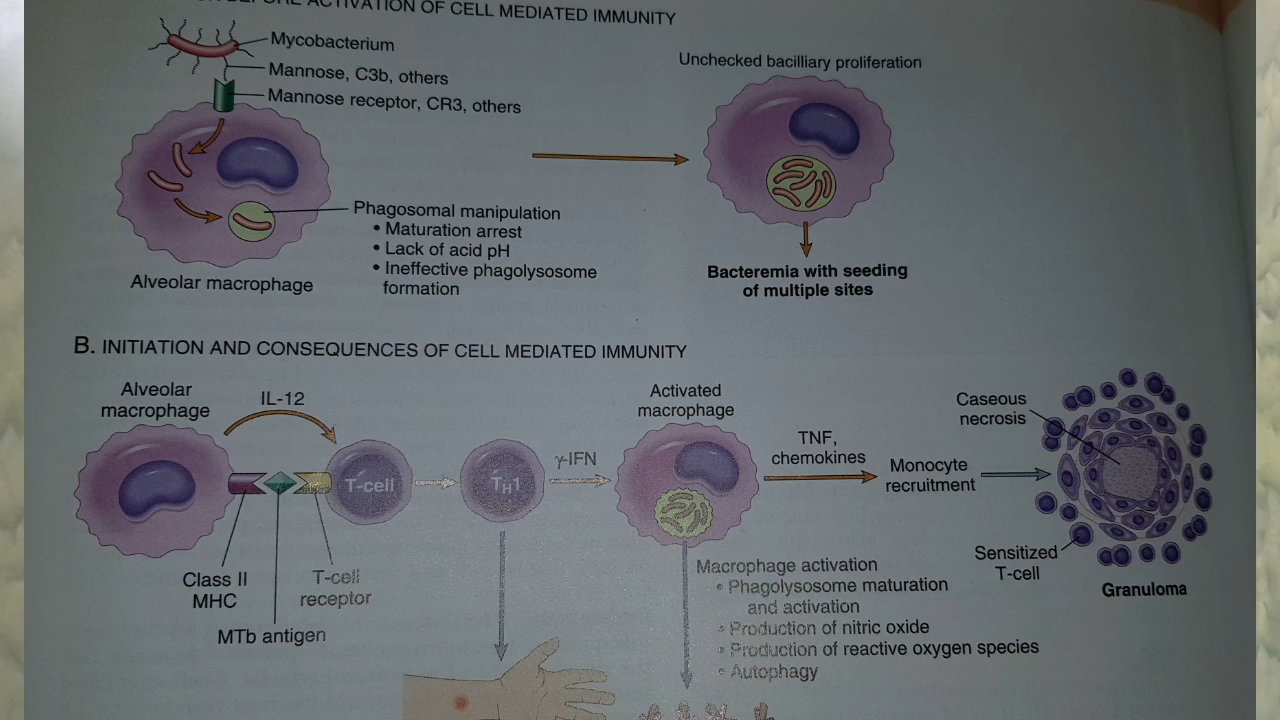 BEFORE ACTIVATION OF CELL MEDIATED IMMUNITY
Mycobacterium
Mannose, C3b, others
Mannose receptor, CR3, others
Unchecked bacilliary proliferation
Phagosomal manipulation
• Maturation arrest
• Lack of acid pH
• Ineffective phagolysosome
formation
Alveolar macrophage
Bacteremia with seeding
of multiple sites
B. INITIATION AND CONSEQUENCES OF CELL MEDIATED IMMUNITY
Alveolar
macrophage
IL-12
T-cell
TH1
γ-IFN
Activated
macrophage
TNF,
chemokines
Monocyte
recruitment
Caseous
necrosis
Sensitized
T-cell
Granuloma
Class II
MHC
T-cell
receptor
MTb antigen
Macrophage activation
• Phagolysosome maturation
and activation
• Production of nitric oxide
• Production of reactive oxygen species
• Autophagy